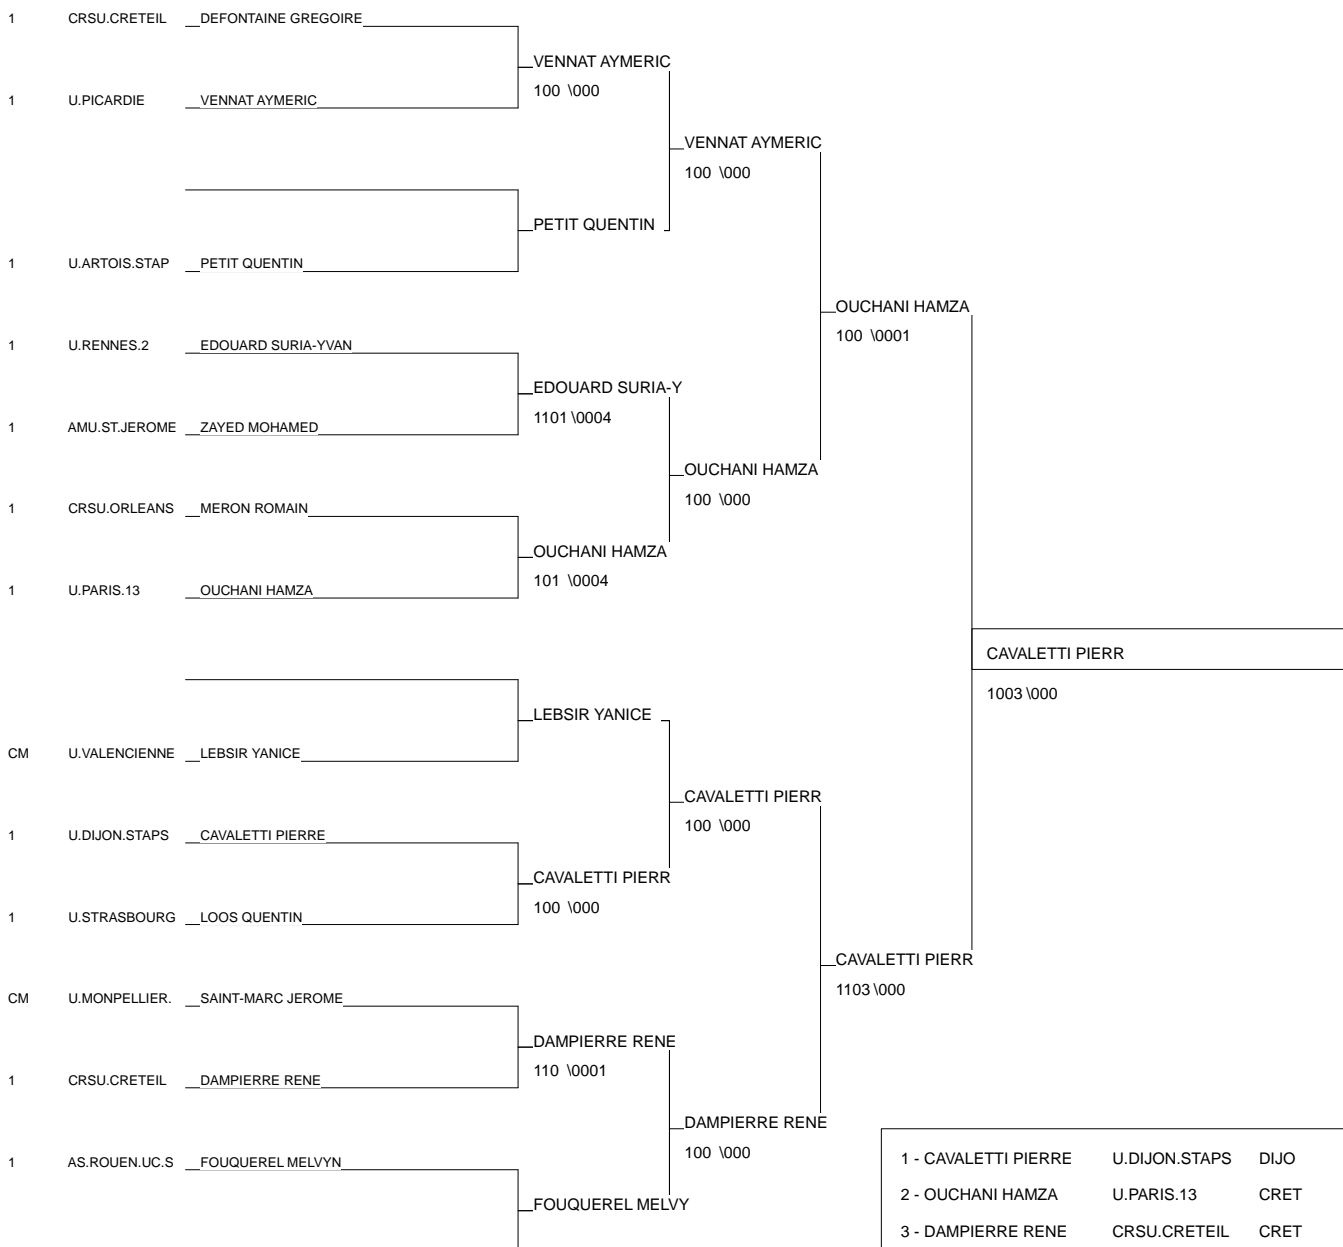 1 CRSU.CRETEIL DEFONTAINE GREGOIRE
VENNAT AYMERIC
100 \000
1 U.PICARDIE VENNAT AYMERIC
VENNAT AYMERIC
100 \000
PETIT QUENTIN
1 U.ARTOIS.STAP PETIT QUENTIN
OUCHANI HAMZA
100 \0001
1 U.RENNES.2 EDOUARD SURIA-YVAN
EDOUARD SURIA-Y
1101 \0004
1 AMU.ST.JEROME ZAYED MOHAMED
OUCHANI HAMZA
100 \000
1 CRSU.ORLEANS MERON ROMAIN
OUCHANI HAMZA
101 \0004
1 U.PARIS.13 OUCHANI HAMZA
CAVALETTI PIERR
1003 \000
LEBSIR YANICE
CM U.VALENCIENNE LEBSIR YANICE
CAVALETTI PIERR
100 \000
1 U.DIJON.STAPS CAVALETTI PIERRE
CAVALETTI PIERR
100 \000
1 U.STRASBOURG LOOS QUENTIN
CAVALETTI PIERR
1103 \000
CM U.MONPELLIER. SAINT-MARC JEROME
DAMPIERRE RENE
110 \0001
1 CRSU.CRETEIL DAMPIERRE RENE
DAMPIERRE RENE
100 \000
1 AS.ROUEN.UC.S FOUQUEREL MELVYN
FOUQUEREL MELVY
1 - CAVALETTI PIERRE U.DIJON.STAPS DIJO
2 - OUCHANI HAMZA U.PARIS.13 CRET
3 - DAMPIERRE RENE CRSU.CRETEIL CRET